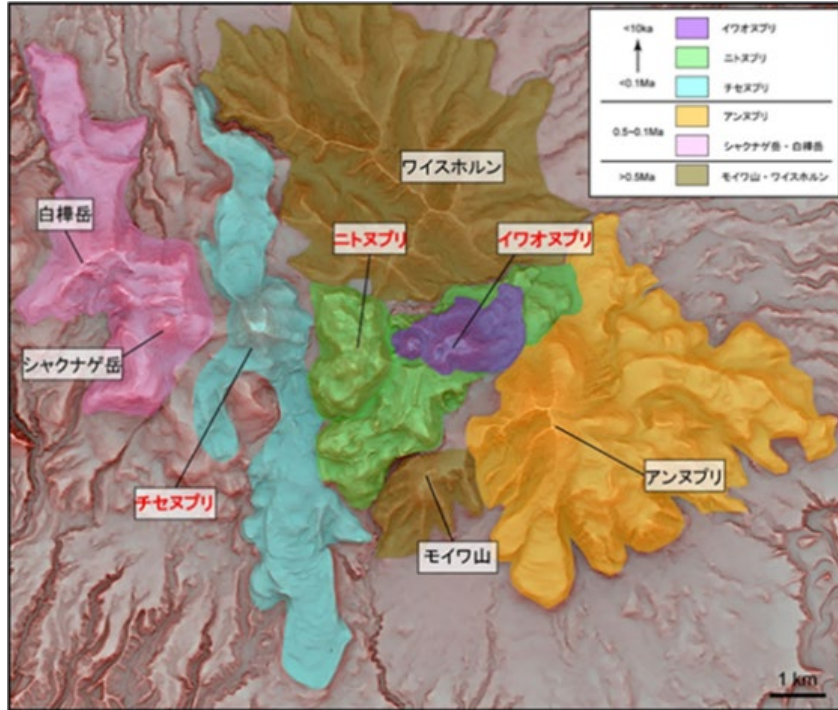 <10ka
イワオヌプリ
ニトヌプリ
<0.1Ma
チセヌプリ
0.5~0.1Ma
アンヌプリ
シャクナゲ岳・白樺岳
>0.5Ma
モイワ山・ワイスホルン
ワイスホルン
白樺岳
ニトヌプリ
イワオヌプリ
シャクナゲ岳
アンヌプリ
チセヌプリ
モイワ山
1 km